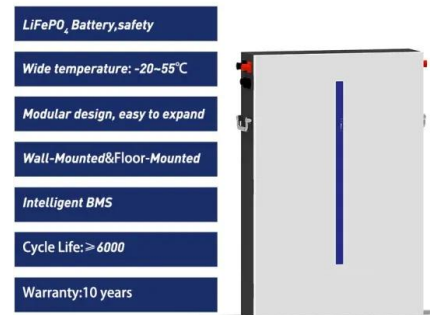 LiFePO₄ Battery,safety
Wide temperature: -20~55℃
Modular design, easy to expand
Wall-Mounted&Floor-Mounted
Intelligent BMS
Cycle Life:≥6000
Warranty:10 years